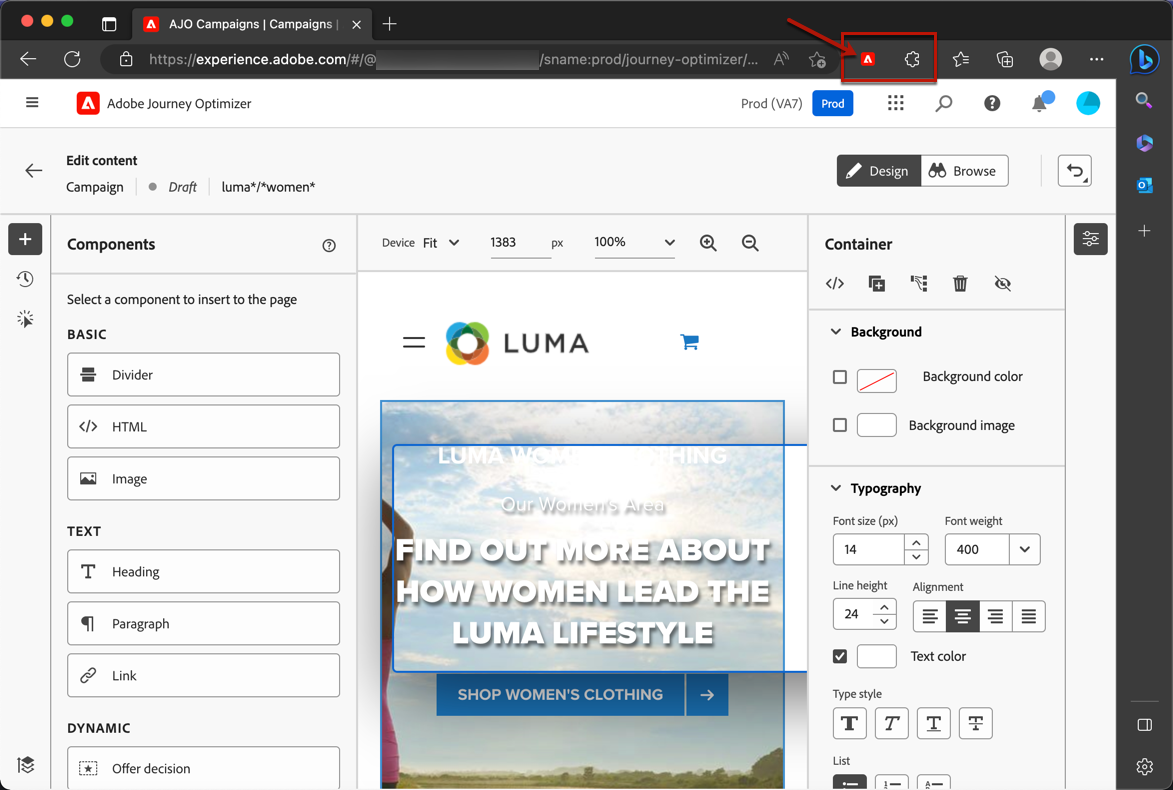 AJO Campaigns | Campaigns |
https://experience.adobe.com/#/@
/sname:prod/journey-optimizer/...
Adobe Journey Optimizer
Prod (VA7)
Prod
Edit content
Campaign
Draft
luma*/*women*
Design
Browse
Components
Select a component to insert to the page
BASIC
Divider
HTML
Image
TEXT
Heading
Paragraph
Link
DYNAMIC
Offer decision
Device
Fit
1383
px
100%
LUMA
LUMA WOMEN'S CLOTHING
Our Women's Area
FIND OUT MORE ABOUT
HOW WOMEN LEAD THE
LUMA LIFESTYLE
SHOP WOMEN'S CLOTHING
Container
Background
Background color
Background image
Typography
Font size (px)
Font weight
14
400
Line height
Alignment
24
Text color
Type style
List